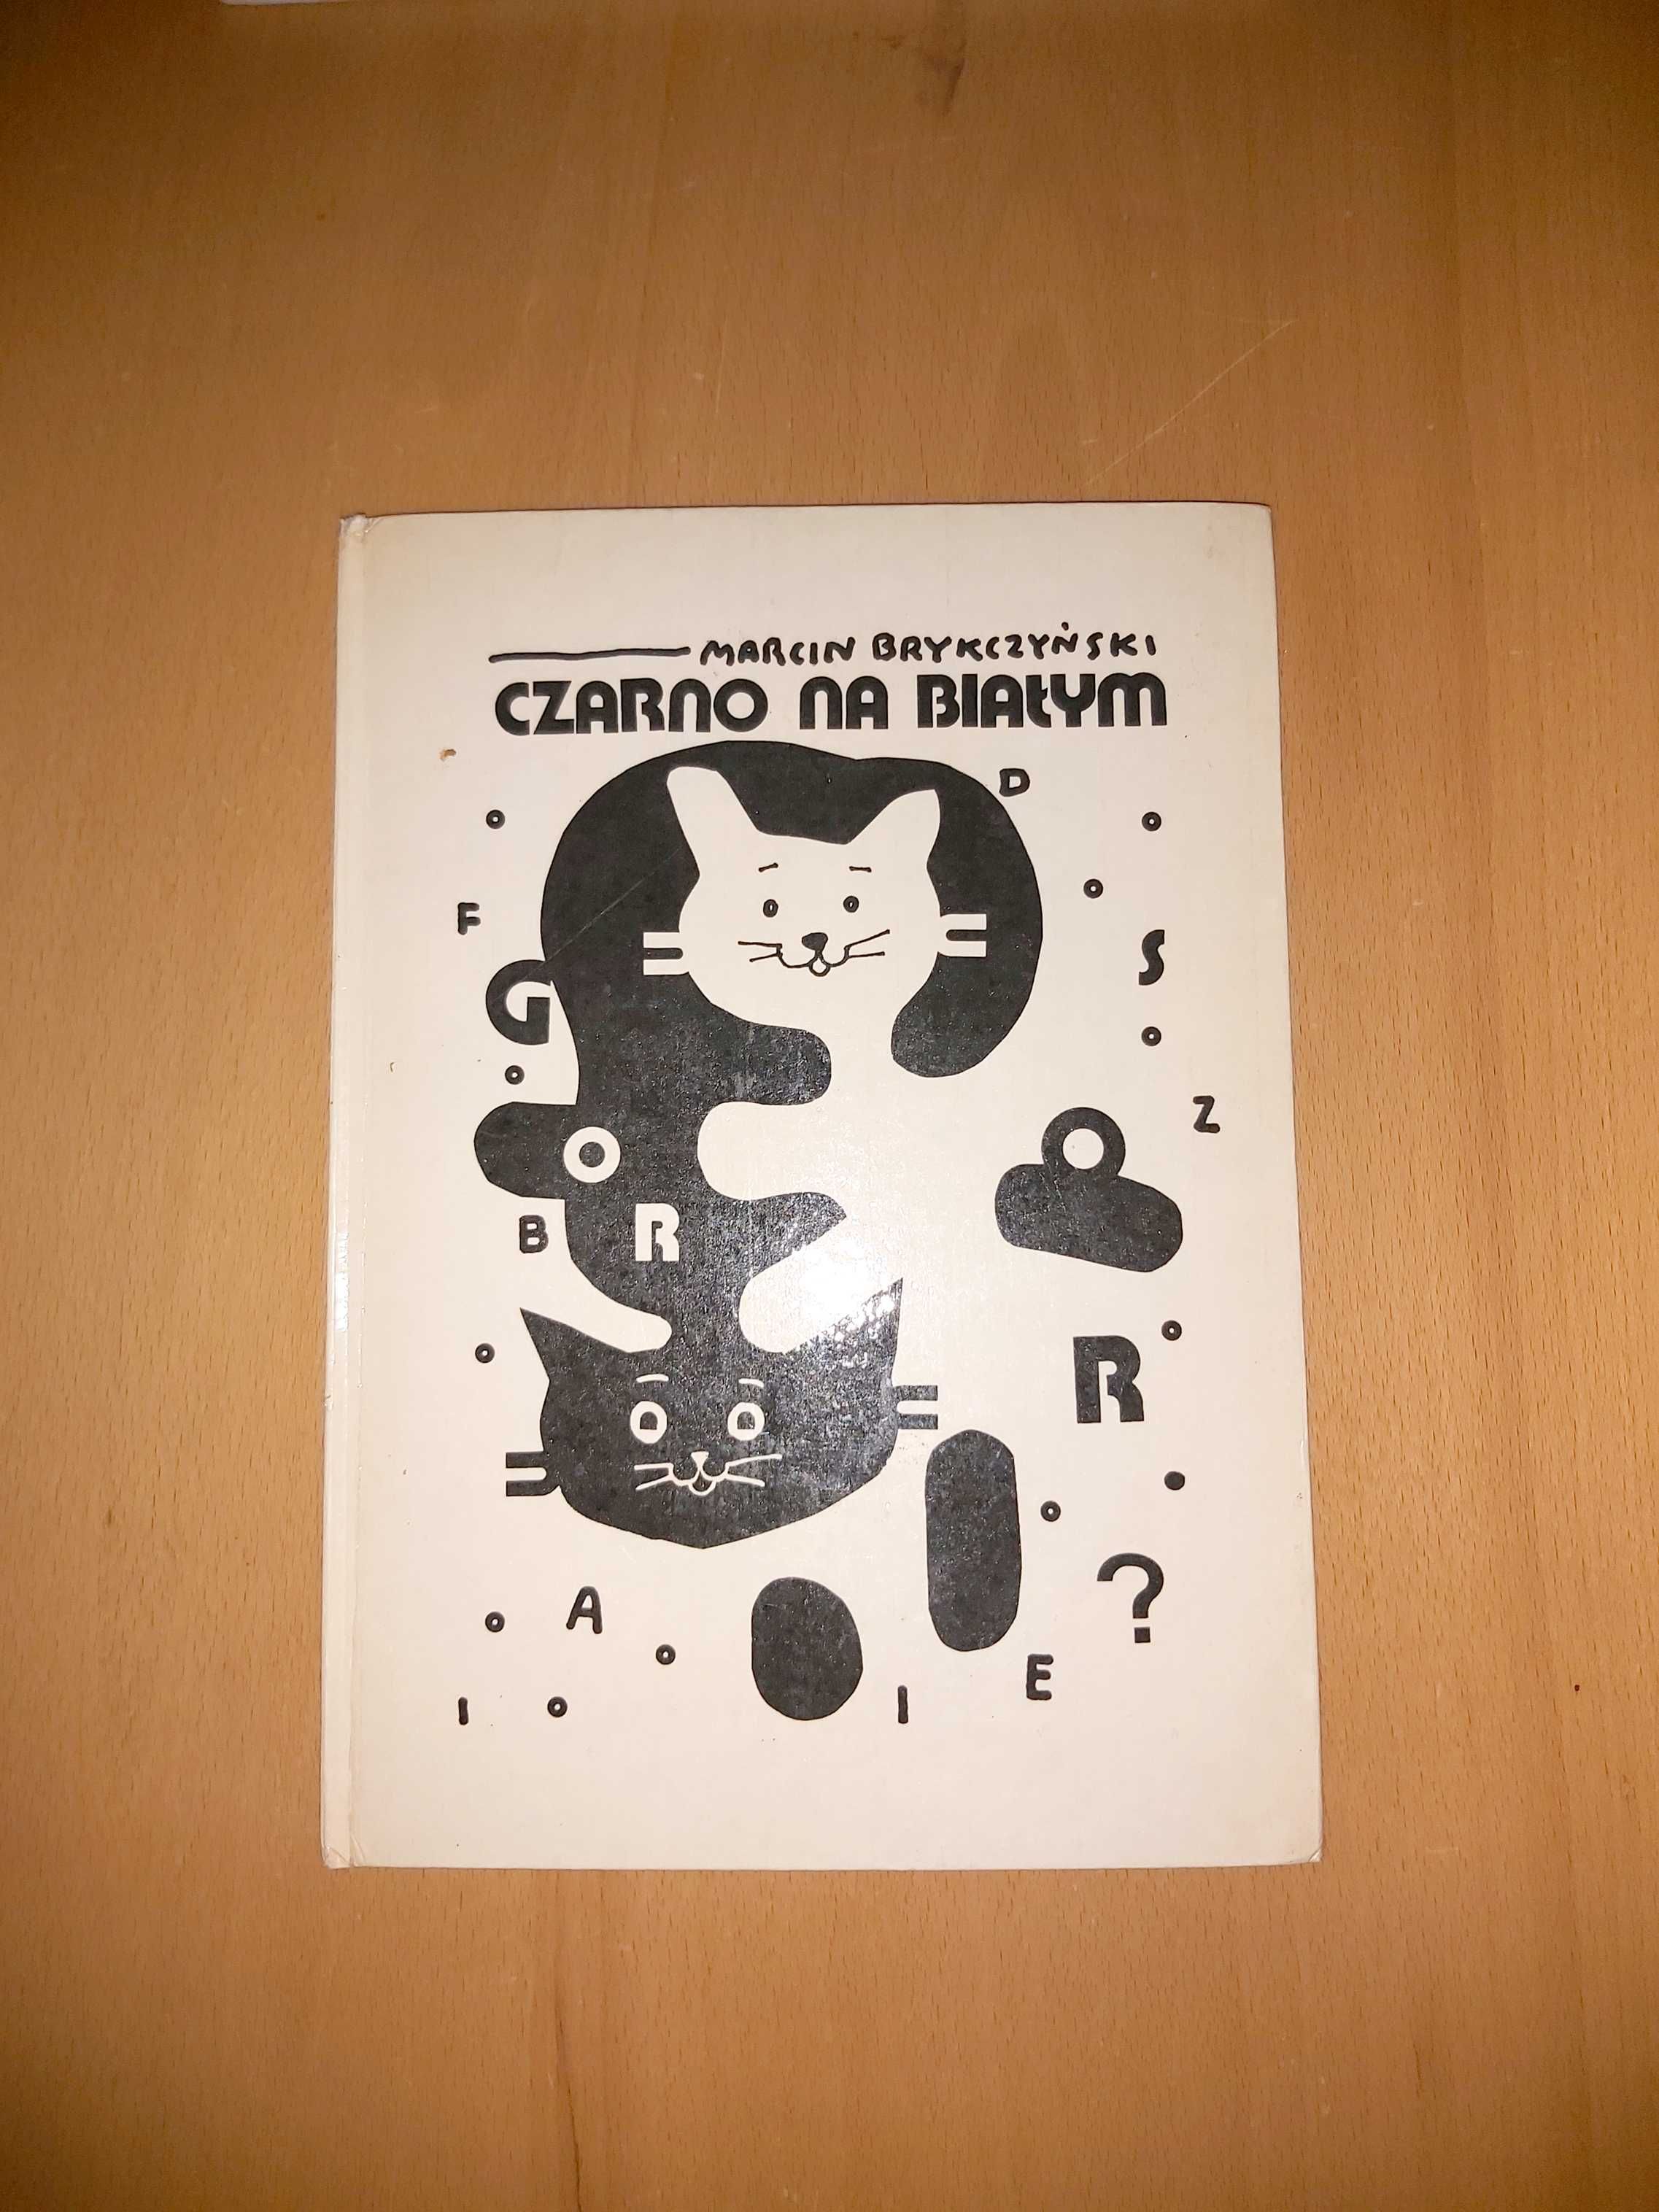 MARCIN BRYKCZYŃSKI
CZARNO NA BIAŁYM
D
F
S
G
Z
O
O
B
R
R
?
A
E
I
I